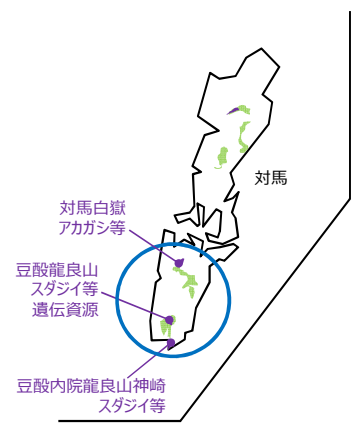 対馬
対馬白嶽
アカガシ等
豆酘龍良山
スダジイ等
遺伝資源
豆酘内院龍良山神崎
スダジイ等